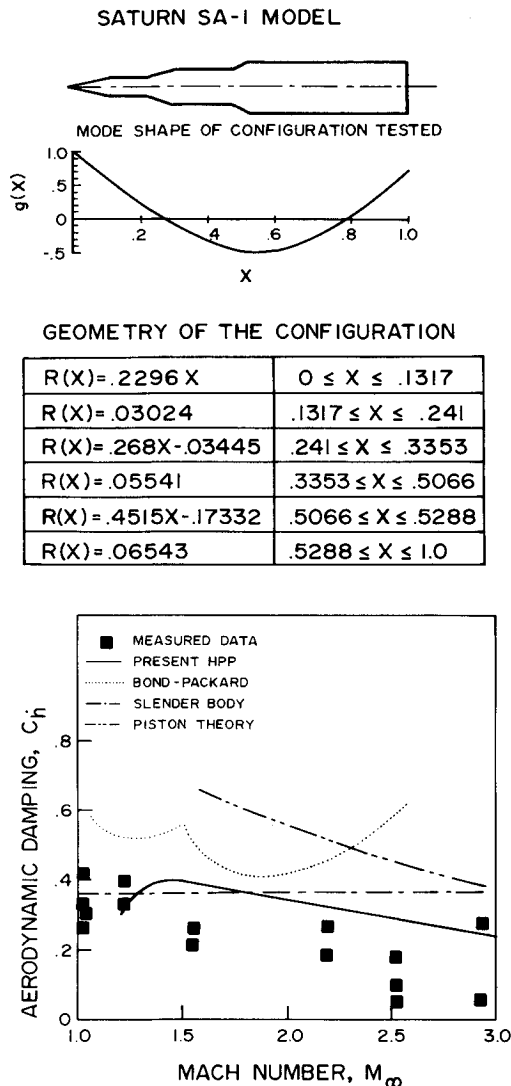 SATURN SA-1 MODEL
MODE SHAPE OF CONFIGURATION TESTED
1.0
.5
0
-.5
g(X)
.2 .4 .6 .8 1.0
X
GEOMETRY OF THE CONFIGURATION
R(X)=.2296X 0 ≤ X ≤ .1317
R(X)=.03024 .1317 ≤ X ≤ .241
R(X)=.268X-.03445 .241 ≤ X ≤ .3353
R(X)=.05541 .3353 ≤ X ≤ .5066
R(X)=.4515X-.17332 .5066 ≤ X ≤ .5288
R(X)=.06543 .5288 ≤ X ≤ 1.0
MEASURED DATA
PRESENT HPP
BOND-PACKARD
SLENDER BODY
PISTON THEORY
AERODYNAMIC DAMPING, Cḣ
.8
.6
.4
.2
0
1.0 1.5 2.0 2.5 3.0
MACH NUMBER, M∞